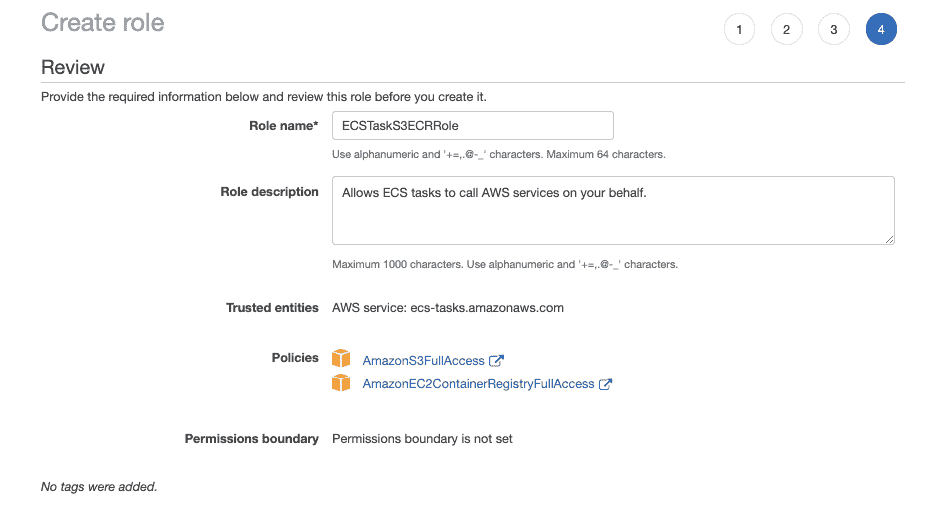 Create role
1 2 3 4
Review
Provide the required information below and review this role before you create it.
Role name* ECSTaskS3ECRRole
Use alphanumeric and '+=,.@-_' characters. Maximum 64 characters.
Role description Allows ECS tasks to call AWS services on your behalf.
Maximum 1000 characters. Use alphanumeric and '+=,.@-_' characters.
Trusted entities AWS service: ecs-tasks.amazonaws.com
Policies AmazonS3FullAccess
AmazonEC2ContainerRegistryFullAccess
Permissions boundary Permissions boundary is not set
No tags were added.